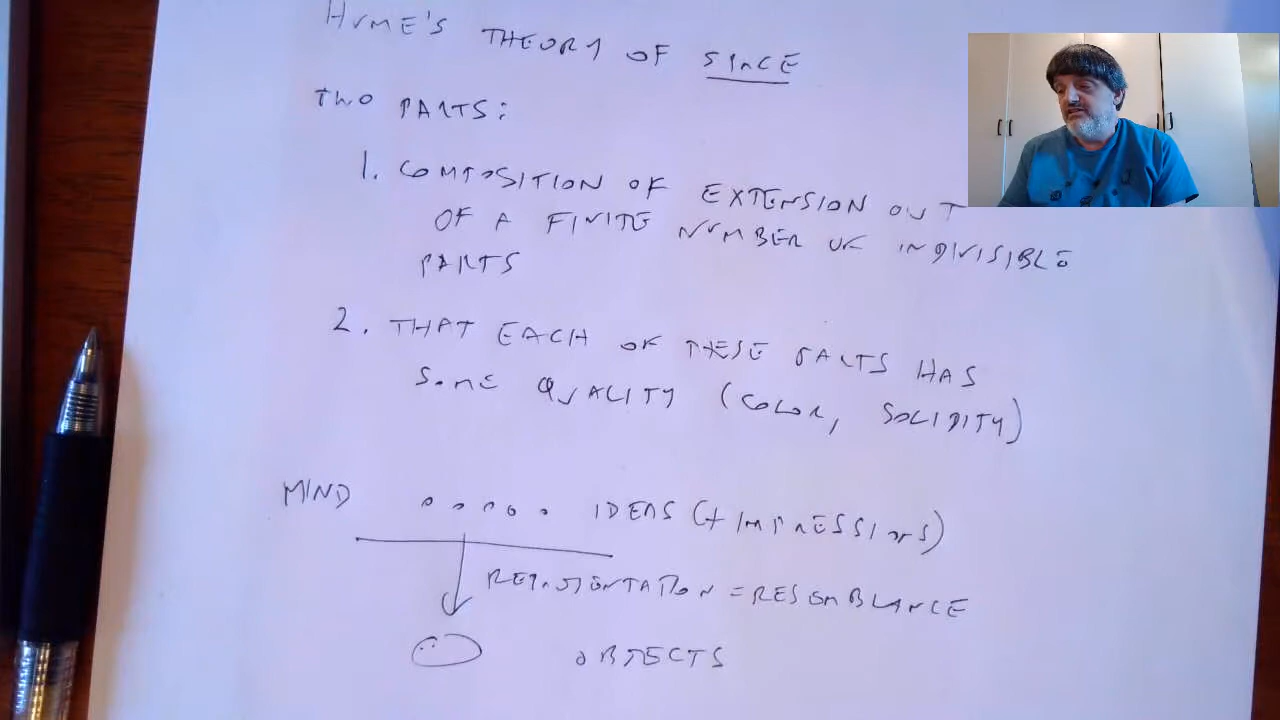 HUME'S THEORY OF SPACE
TWO PARTS:
1. COMPOSITION OF EXTENSION OUT
OF A FINITE NUMBER OF INDIVISIBLE
PARTS
2. THAT EACH OF THESE PARTS HAS
SOME QUALITY (COLOR, SOLIDITY)
MIND IDEAS (+ IMPRESSIONS)
REPRESENTATION = RESEMBLANCE
OBJECTS